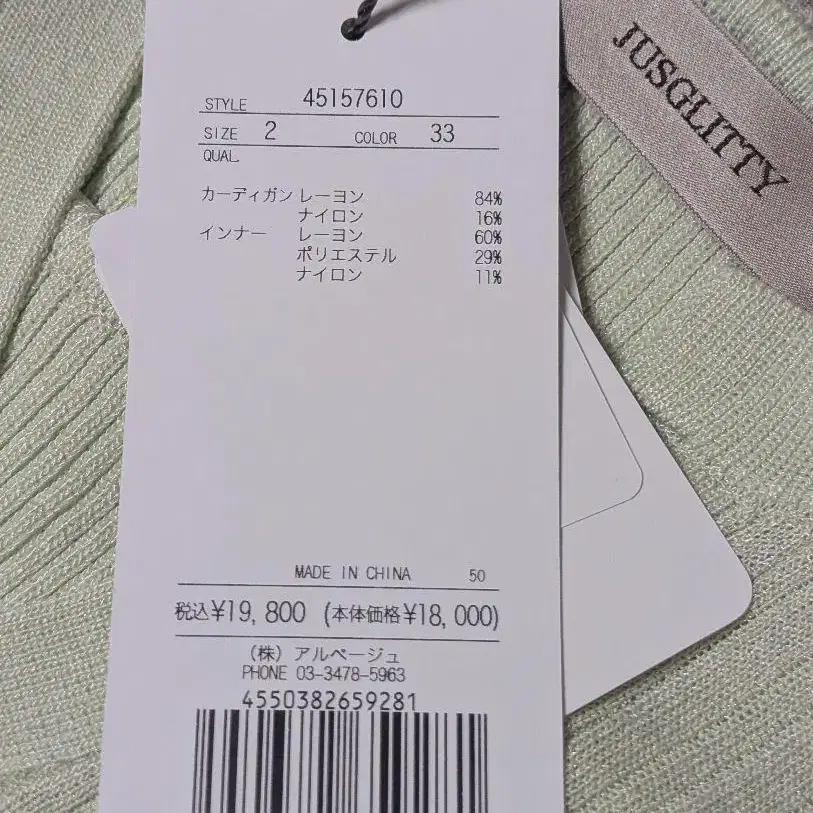 JUSGLITTY
STYLE 45157610
SIZE 2 COLOR 33
QUAL
カーディガン レーヨン 84%
ナイロン 16%
インナー レーヨン 60%
ポリエステル 29%
ナイロン 11%
MADE IN CHINA 50
税込¥19,800 (本体価格¥18,000)
(株) アルページュ
PHONE 03-3478-5963
4550382659281